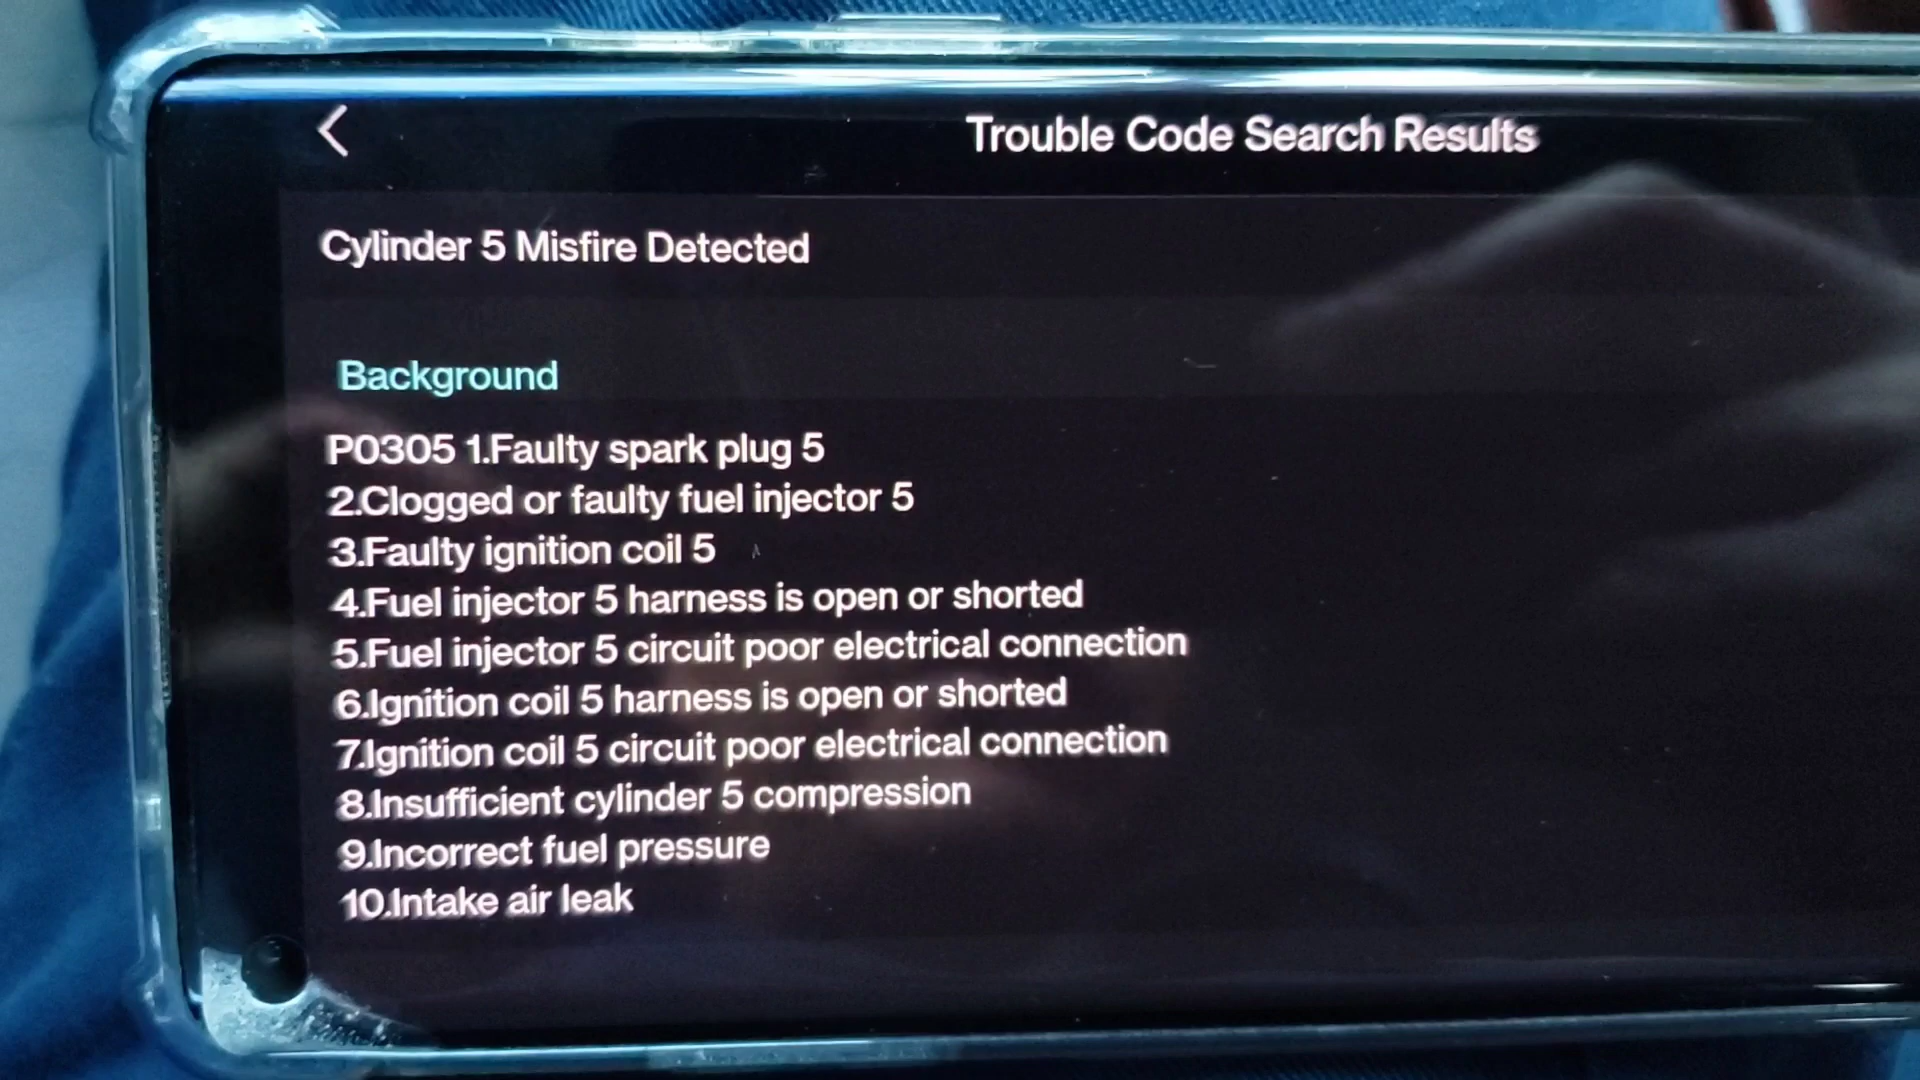 Trouble Code Search Results
Cylinder 5 Misfire Detected
Background
P0305 1.Faulty spark plug 5
2.Clogged or faulty fuel injector 5
3.Faulty ignition coil 5
4.Fuel injector 5 harness is open or shorted
5.Fuel injector 5 circuit poor electrical connection
6.Ignition coil 5 harness is open or shorted
7.Ignition coil 5 circuit poor electrical connection
8.Insufficient cylinder 5 compression
9.Incorrect fuel pressure
10.Intake air leak